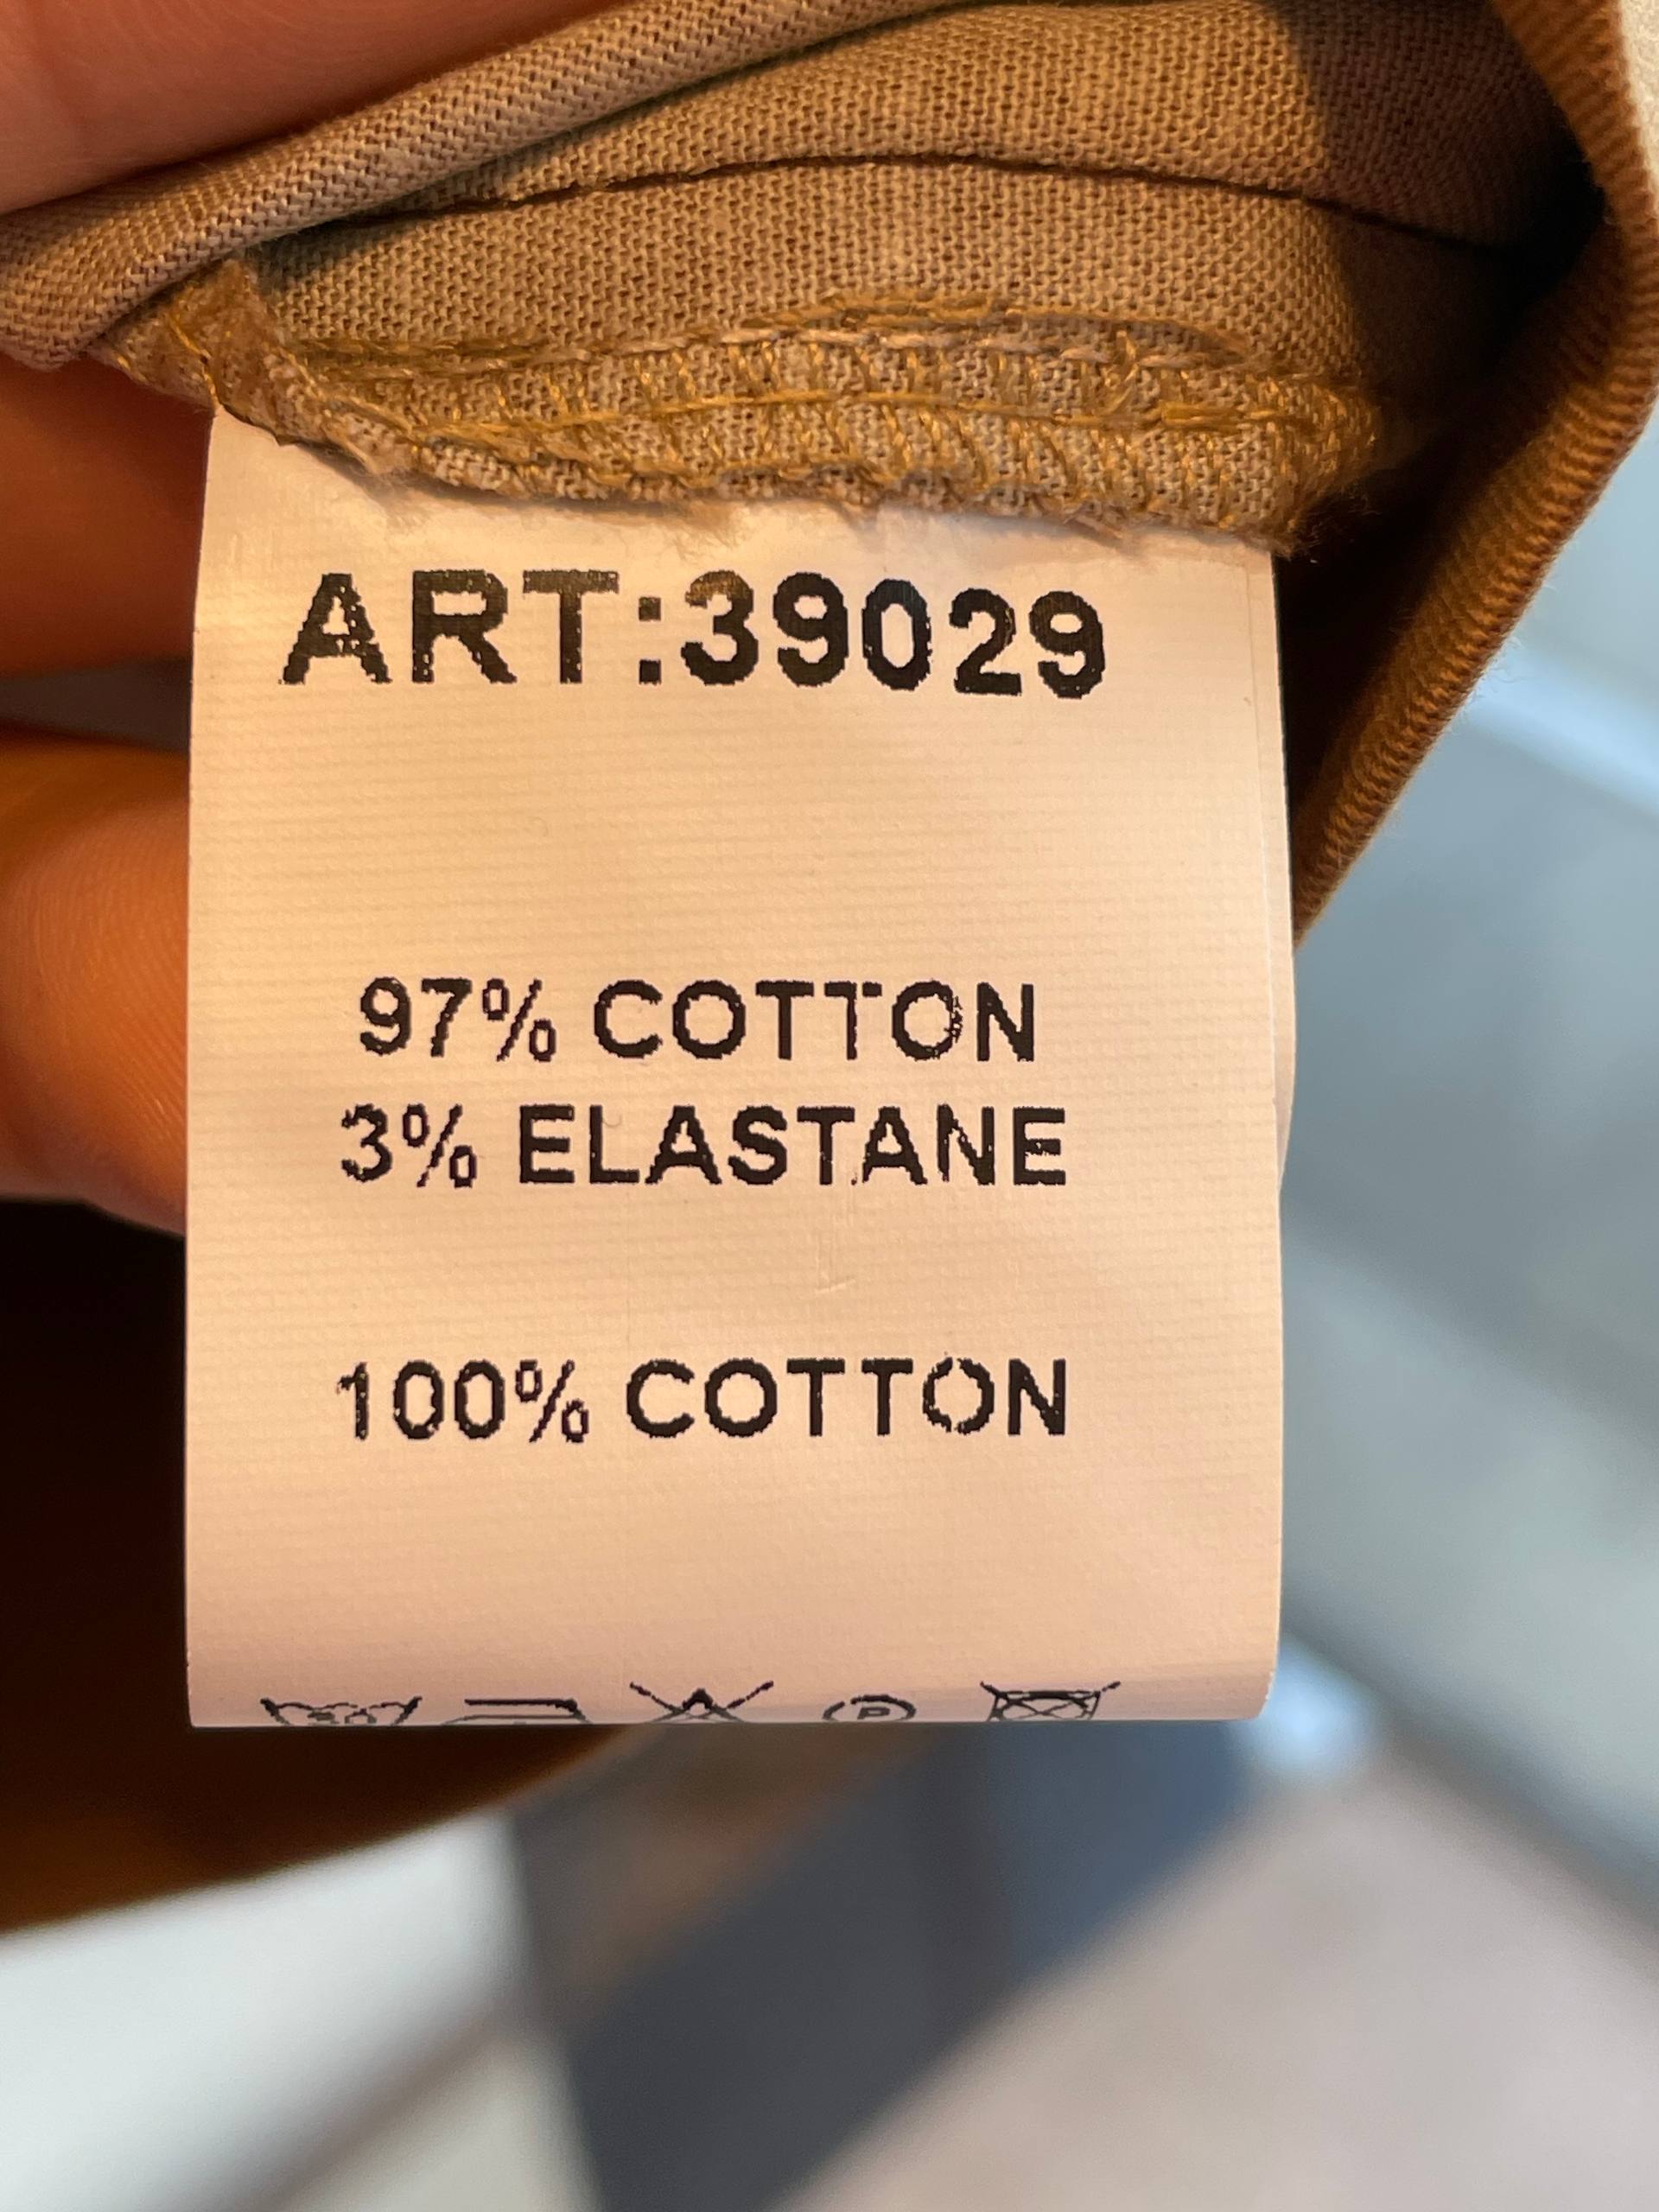 ART:39029
97% COTTON
3% ELASTANE
100% COTTON
P